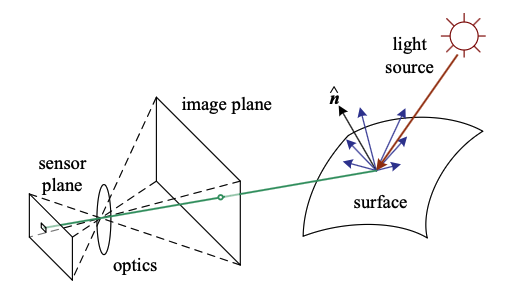 light
source
image plane
n̂
sensor
plane
surface
optics